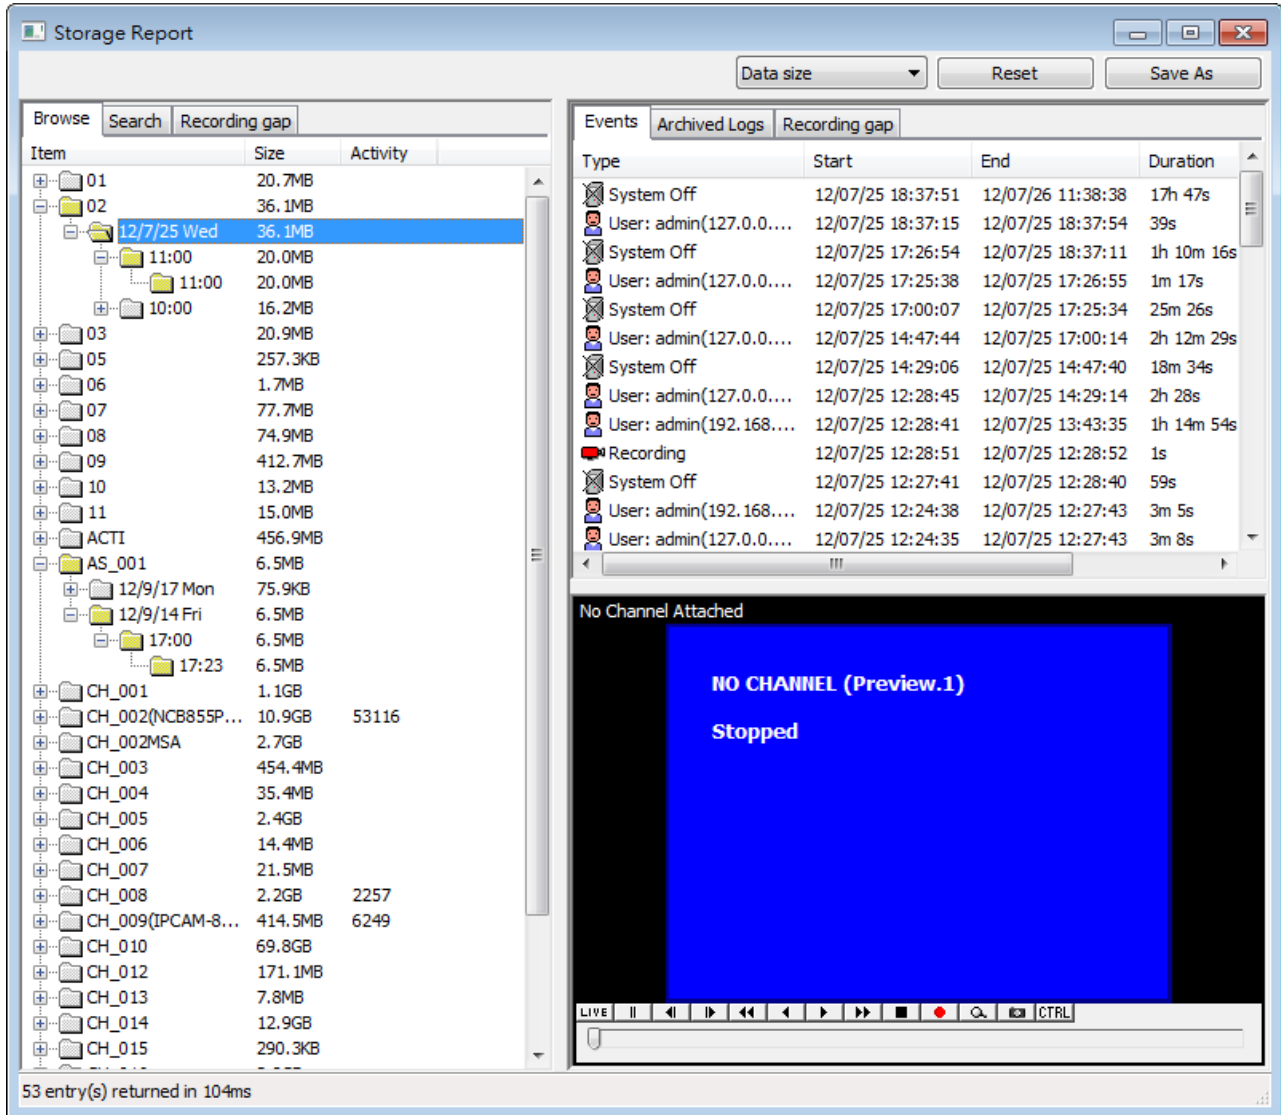 Storage Report
Data size
Reset
Save As
Browse
Search
Recording gap
Item Size Activity
01 20.7MB
02 36.1MB
12/7/25 Wed 36.1MB
11:00 20.0MB
11:00 20.0MB
10:00 16.2MB
03 20.9MB
05 257.3KB
06 1.7MB
07 77.7MB
08 74.9MB
09 412.7MB
10 13.2MB
11 15.0MB
ACTI 456.9MB
AS_001 6.5MB
12/9/17 Mon 75.9KB
12/9/14 Fri 6.5MB
17:00 6.5MB
17:23 6.5MB
CH_001 1.1GB
CH_002(NCB855P... 10.9GB 53116
CH_002MSA 2.7GB
CH_003 454.4MB
CH_004 35.4MB
CH_005 2.4GB
CH_006 14.4MB
CH_007 21.5MB
CH_008 2.2GB 2257
CH_009(IPCAM-8... 414.5MB 6249
CH_010 69.8GB
CH_012 171.1MB
CH_013 7.8MB
CH_014 12.9GB
CH_015 290.3KB
Events
Archived Logs
Recording gap
Type Start End Duration
System Off 12/07/25 18:37:51 12/07/26 11:38:38 17h 47s
User: admin(127.0.0.... 12/07/25 18:37:15 12/07/25 18:37:54 39s
System Off 12/07/25 17:26:54 12/07/25 18:37:11 1h 10m 16s
User: admin(127.0.0.... 12/07/25 17:25:38 12/07/25 17:26:55 1m 17s
System Off 12/07/25 17:00:07 12/07/25 17:25:34 25m 26s
User: admin(127.0.0.... 12/07/25 14:47:44 12/07/25 17:00:14 2h 12m 29s
System Off 12/07/25 14:29:06 12/07/25 14:47:40 18m 34s
User: admin(127.0.0.... 12/07/25 12:28:45 12/07/25 14:29:14 2h 28s
User: admin(192.168.... 12/07/25 12:28:41 12/07/25 13:43:35 1h 14m 54s
Recording 12/07/25 12:28:51 12/07/25 12:28:52 1s
System Off 12/07/25 12:27:41 12/07/25 12:28:40 59s
User: admin(192.168.... 12/07/25 12:24:38 12/07/25 12:27:43 3m 5s
User: admin(127.0.0.... 12/07/25 12:24:35 12/07/25 12:27:43 3m 8s
No Channel Attached
NO CHANNEL (Preview.1)
Stopped
LIVE
CTRL
53 entry(s) returned in 104ms